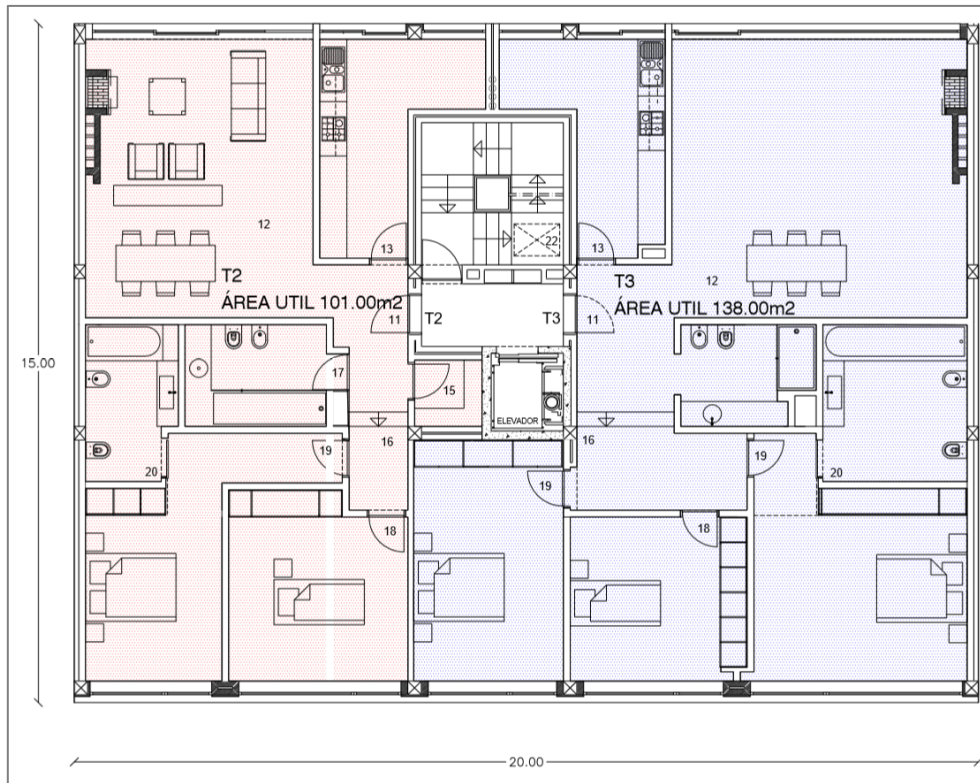 12
13
22
13
12
T2
ÁREA UTIL 101.00m2
T3
ÁREA UTIL 138.00m2
11
T2
T3
11
15.00
17
15
ELEVADOR
16
16
19
19
20
20
19
18
18
20.00